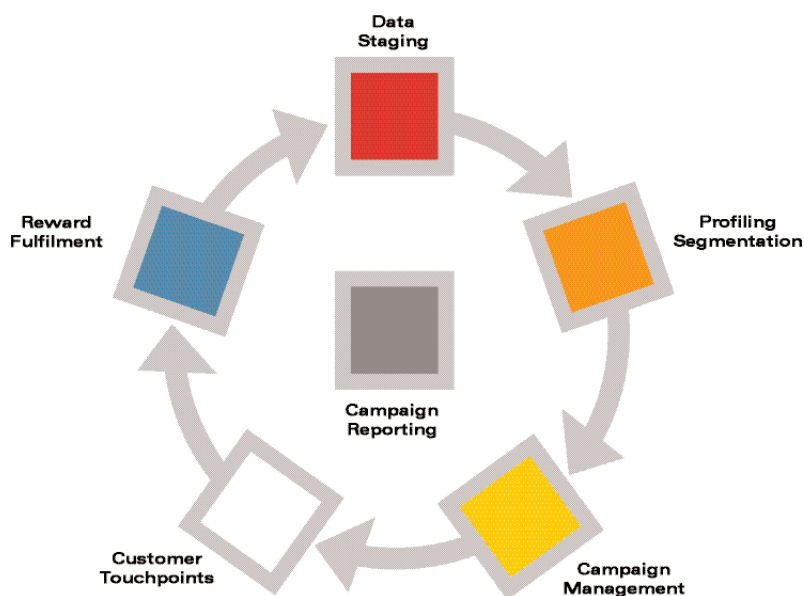 Data
Staging
Profiling
Segmentation
Campaign
Management
Customer
Touchpoints
Reward
Fulfilment
Campaign
Reporting